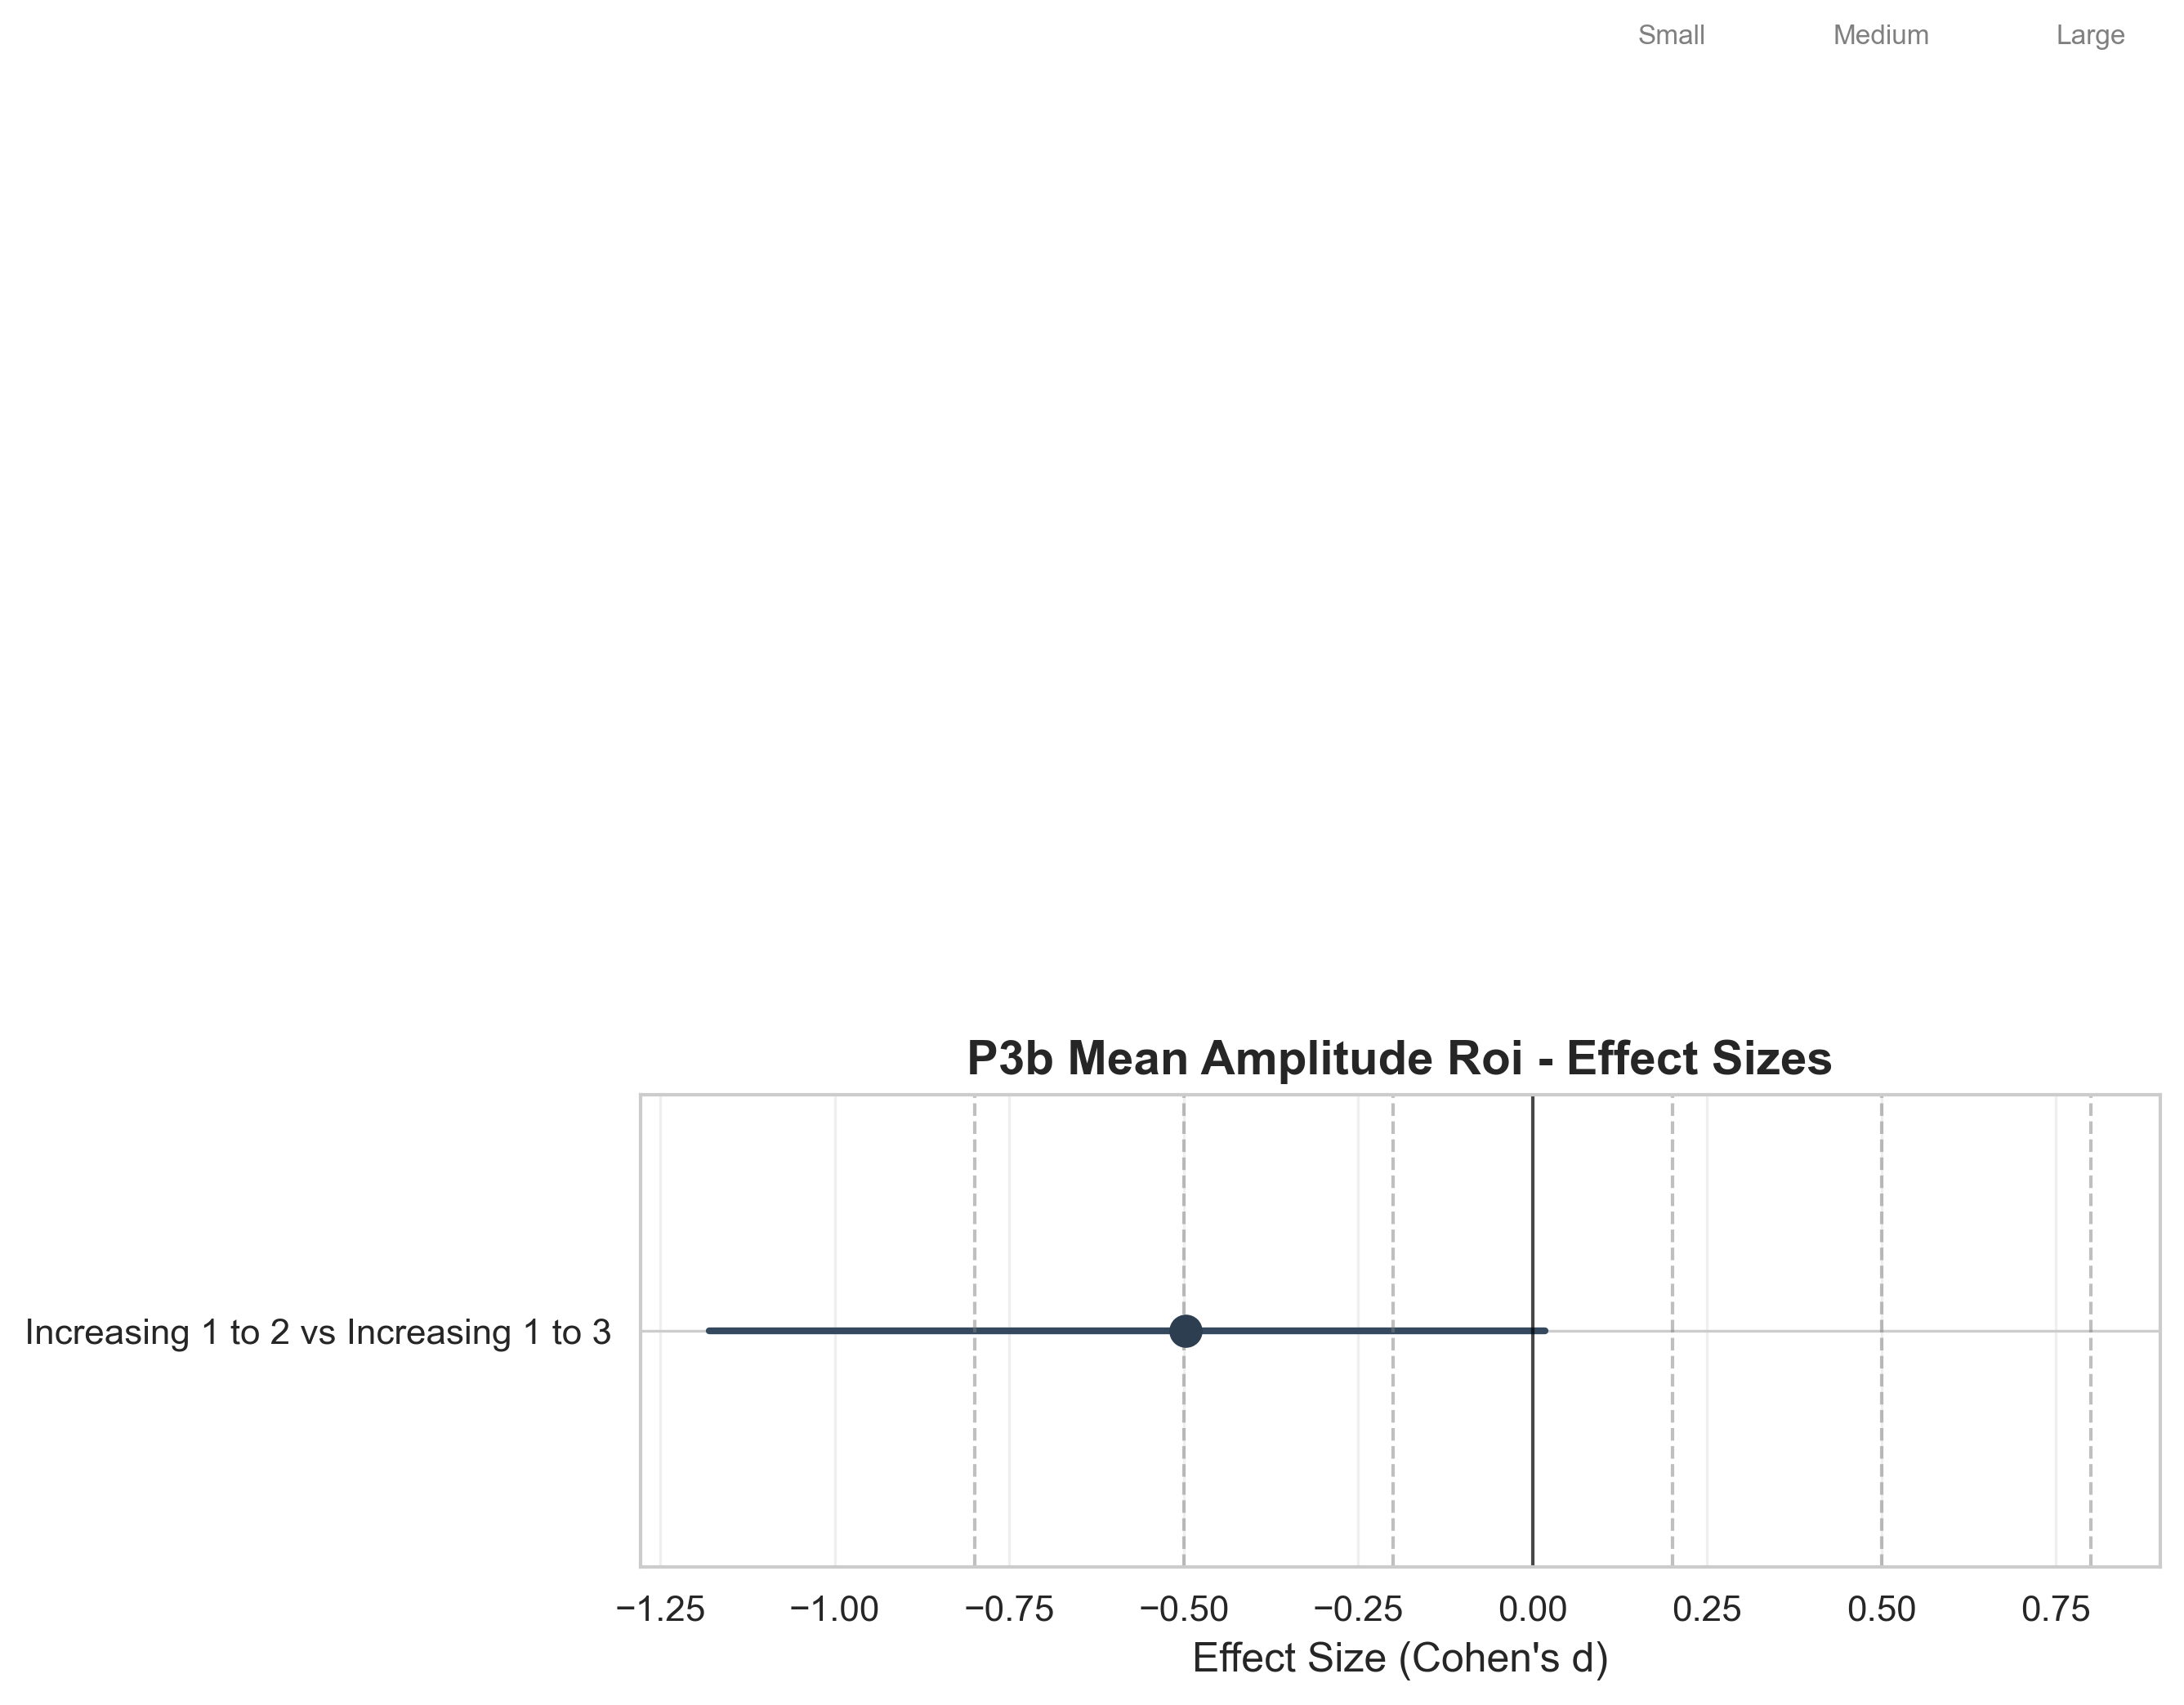 Small Medium Large
P3b Mean Amplitude Roi - Effect Sizes
Increasing 1 to 2 vs Increasing 1 to 3
−1.25 −1.00 −0.75 −0.50 −0.25 0.00 0.25 0.50 0.75
Effect Size (Cohen's d)